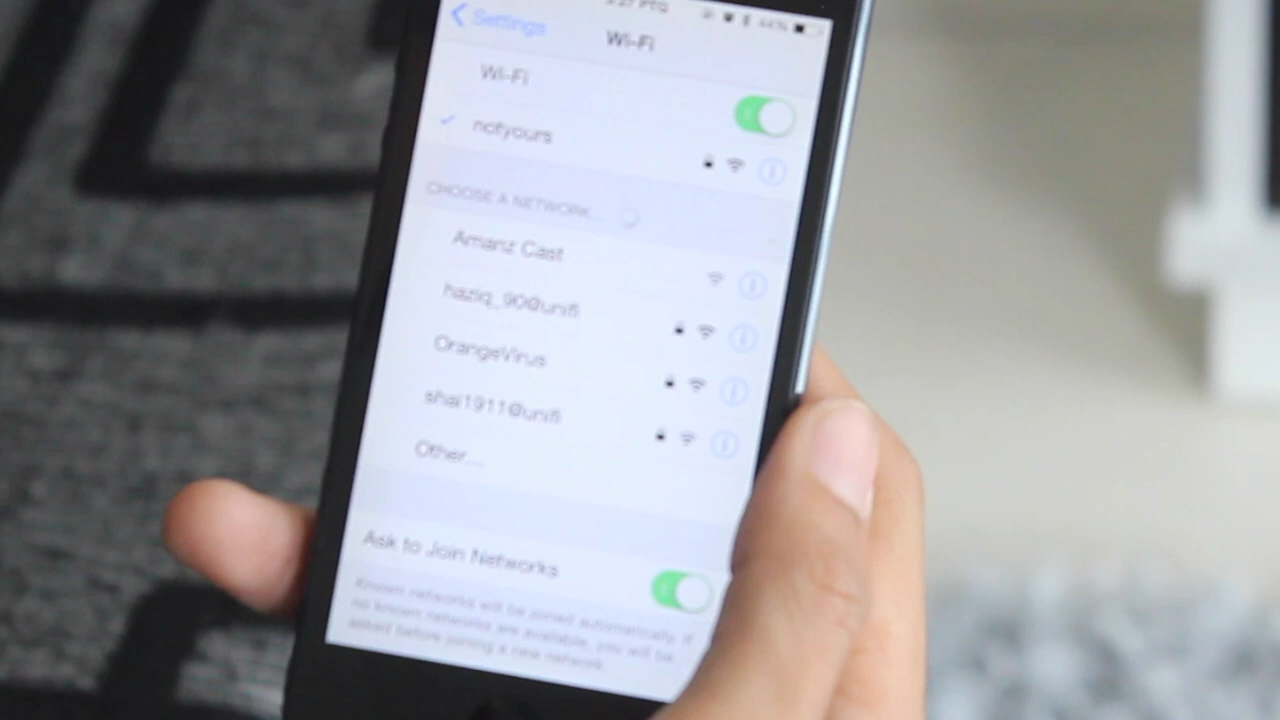 Settings
Wi-Fi
44%
Wi-Fi
notyours
CHOOSE A NETWORK...
Amanz Cast
haziq_90@unifi
OrangeVirus
shai1911@unifi
Other...
Ask to Join Networks
Known networks will be joined automatically. If
no known networks are available, you will be
asked before joining a new network.